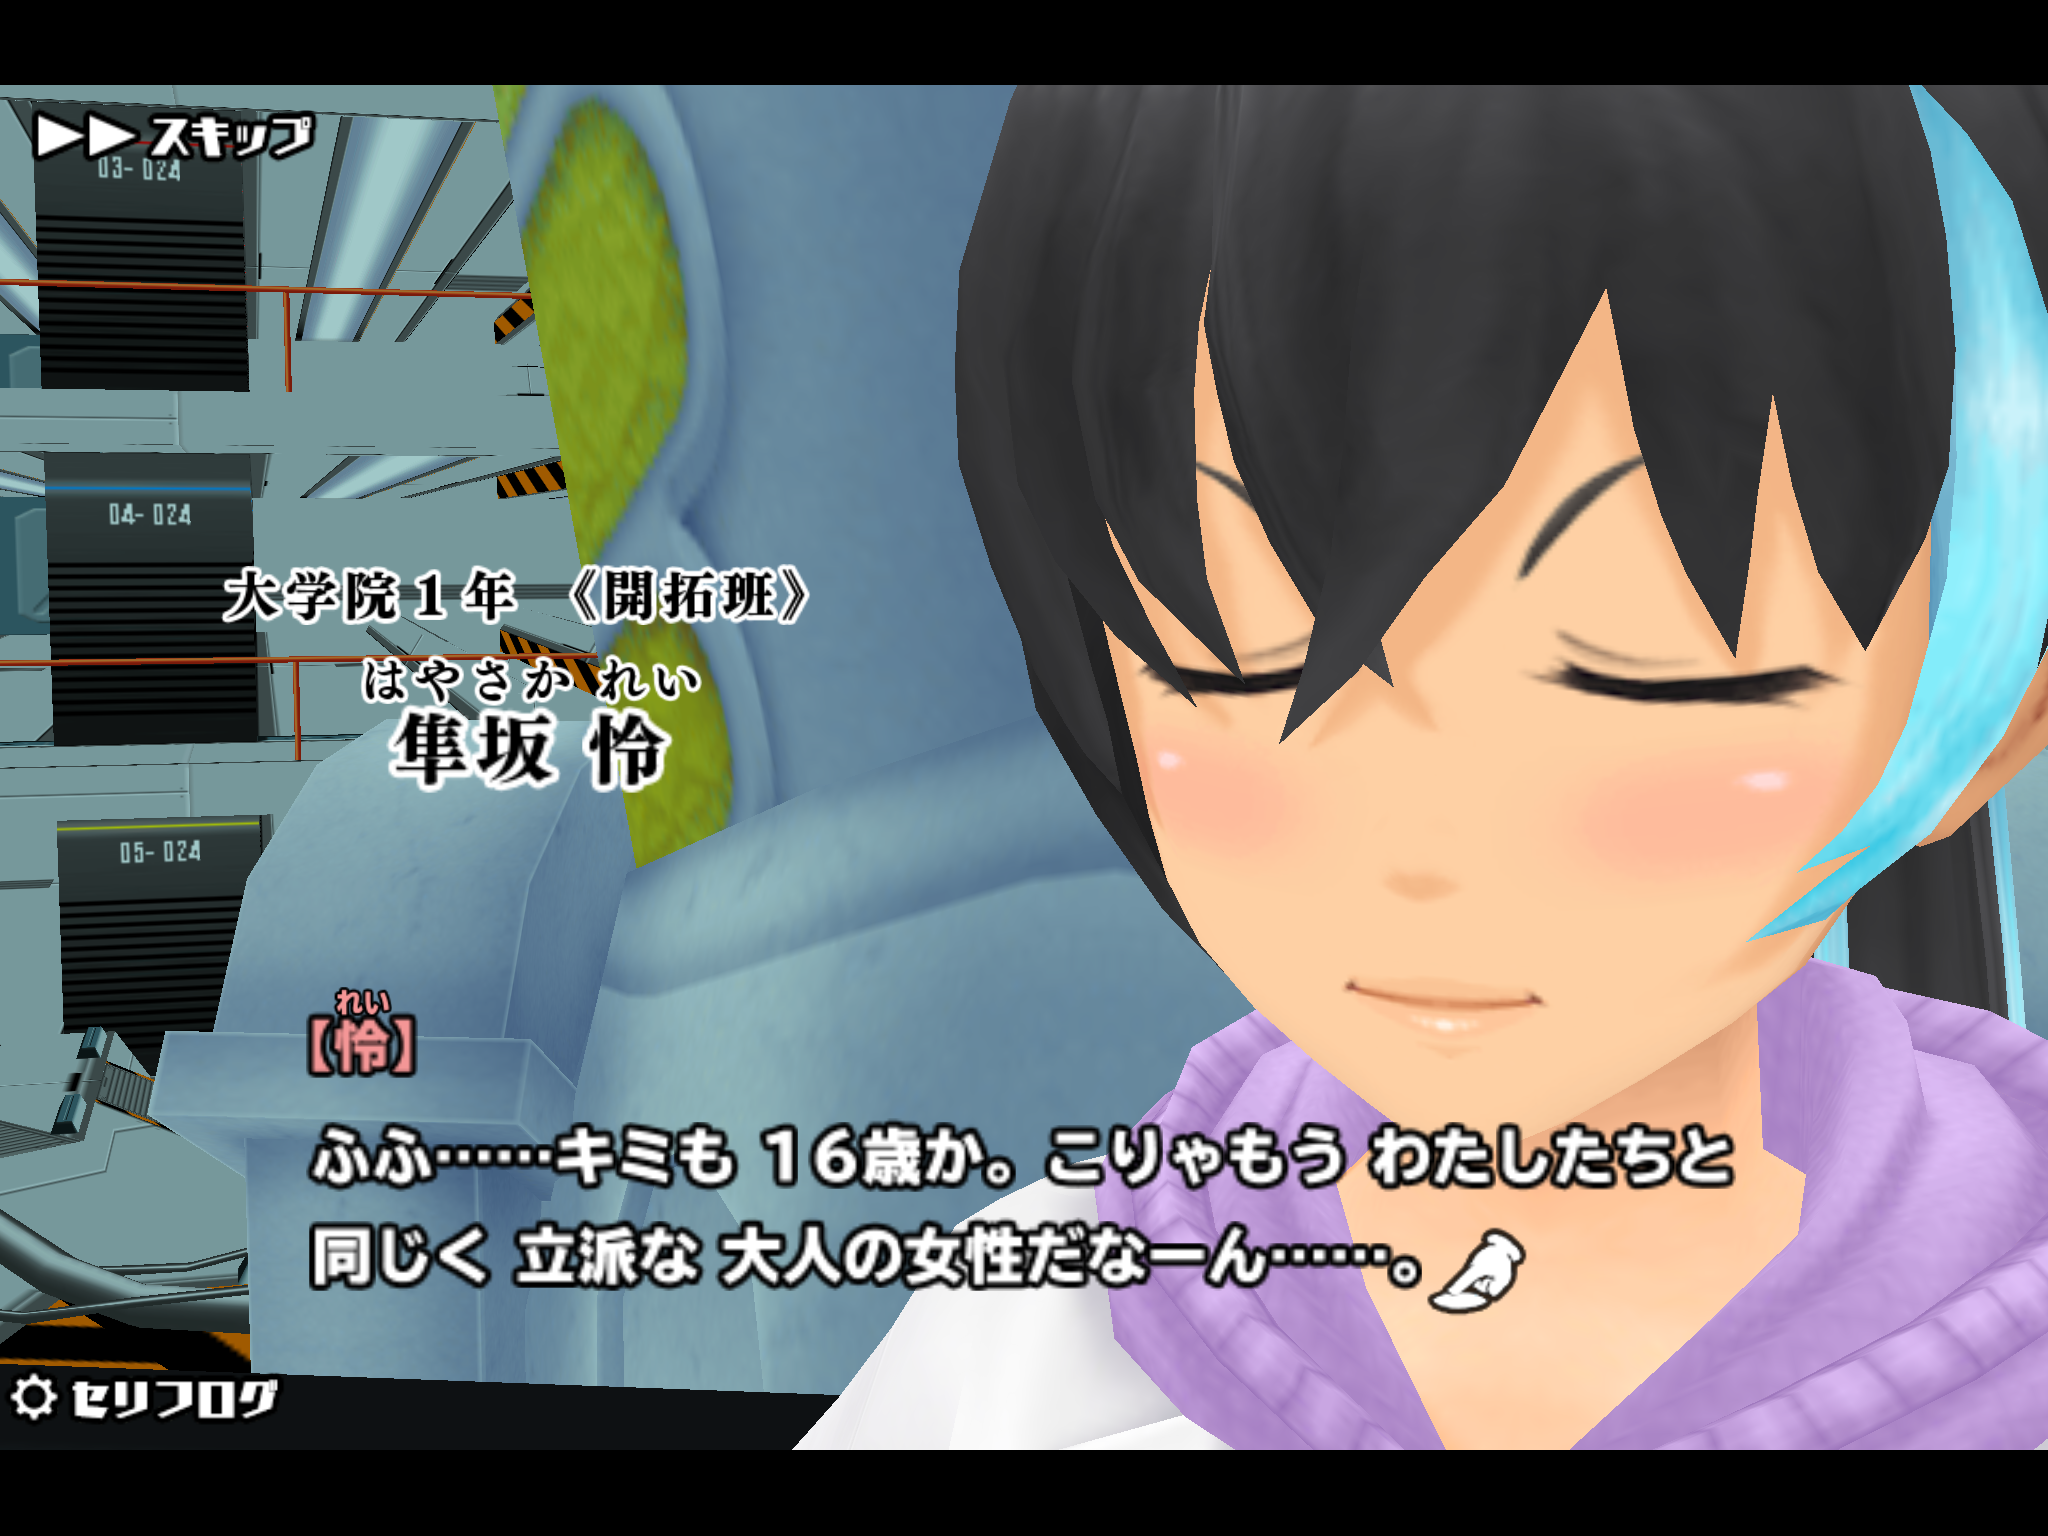 ▶▶スキップ
03-024
04-024
大学院1年 《開拓班》
はやさか れい
隼坂 怜
05-024
れい
【怜】
ふふ……キミも 16歳か。こりゃもう わたしたちと
同じく 立派な 大人の女性だなーん……。
セリフログ